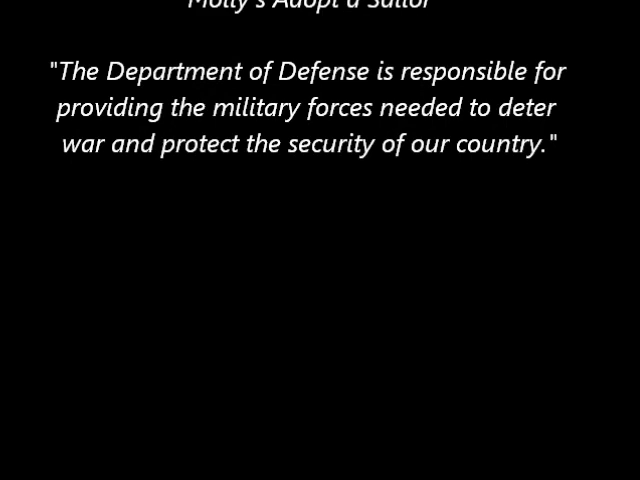 Molly's Adopt a Sailor
"The Department of Defense is responsible for
providing the military forces needed to deter
war and protect the security of our country."